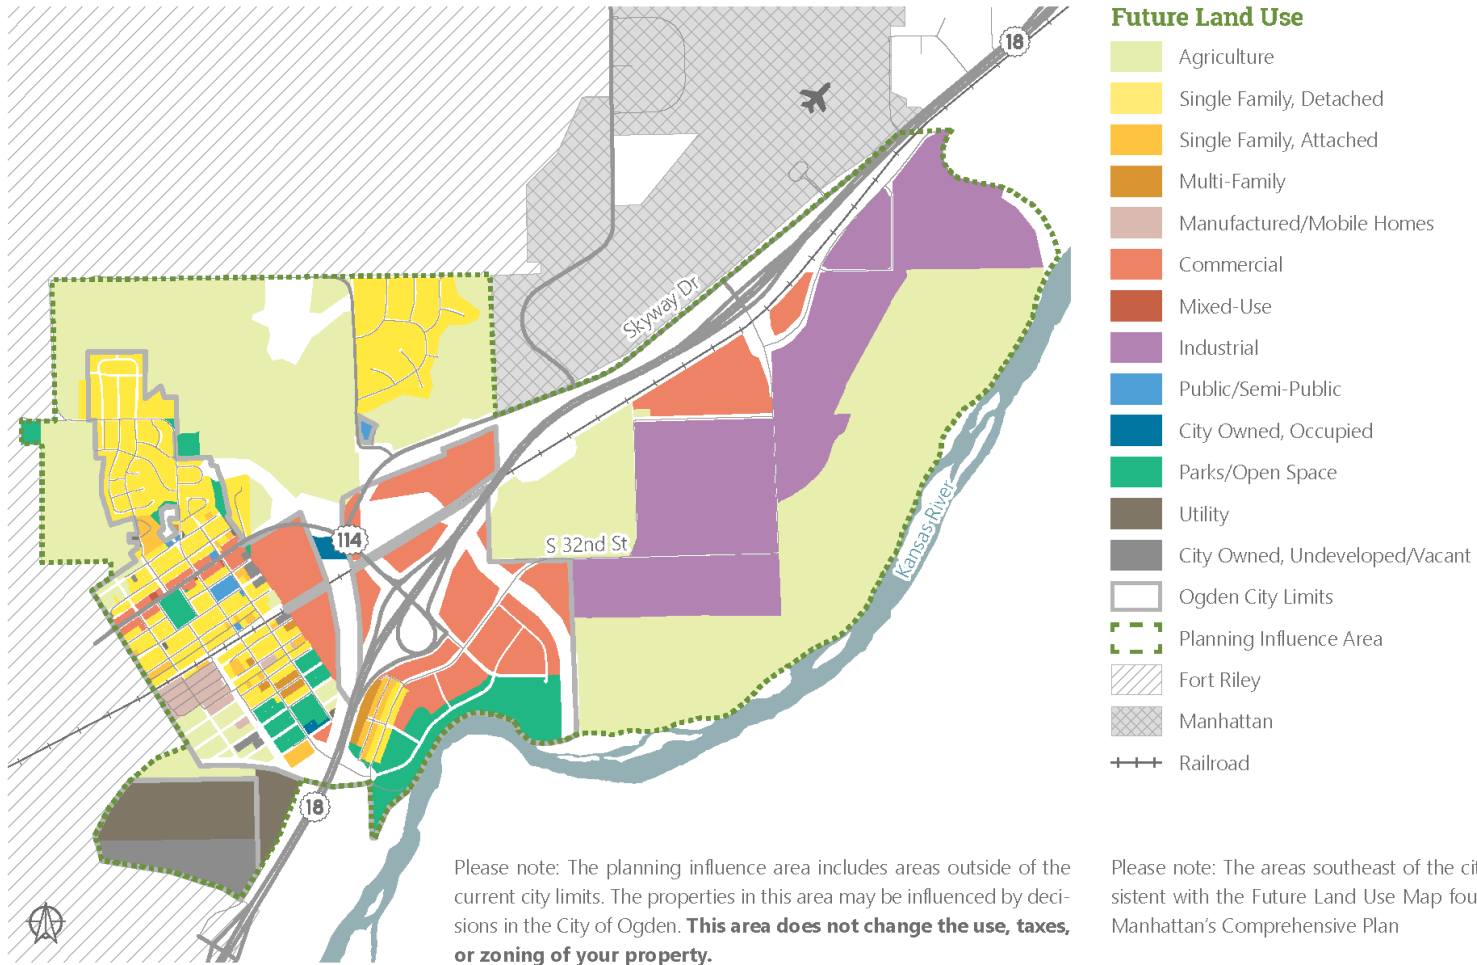 18
Skyway Dr
114
S 32nd St
Kansas River
18
Future Land Use
Agriculture
Single Family, Detached
Single Family, Attached
Multi-Family
Manufactured/Mobile Homes
Commercial
Mixed-Use
Industrial
Public/Semi-Public
City Owned, Occupied
Parks/Open Space
Utility
City Owned, Undeveloped/Vacant
Ogden City Limits
Planning Influence Area
Fort Riley
Manhattan
Railroad
Please note: The planning influence area includes areas outside of the
current city limits. The properties in this area may be influenced by deci-
sions in the City of Ogden. This area does not change the use, taxes,
or zoning of your property.
Please note: The areas southeast of the cit
sistent with the Future Land Use Map fou
Manhattan's Comprehensive Plan